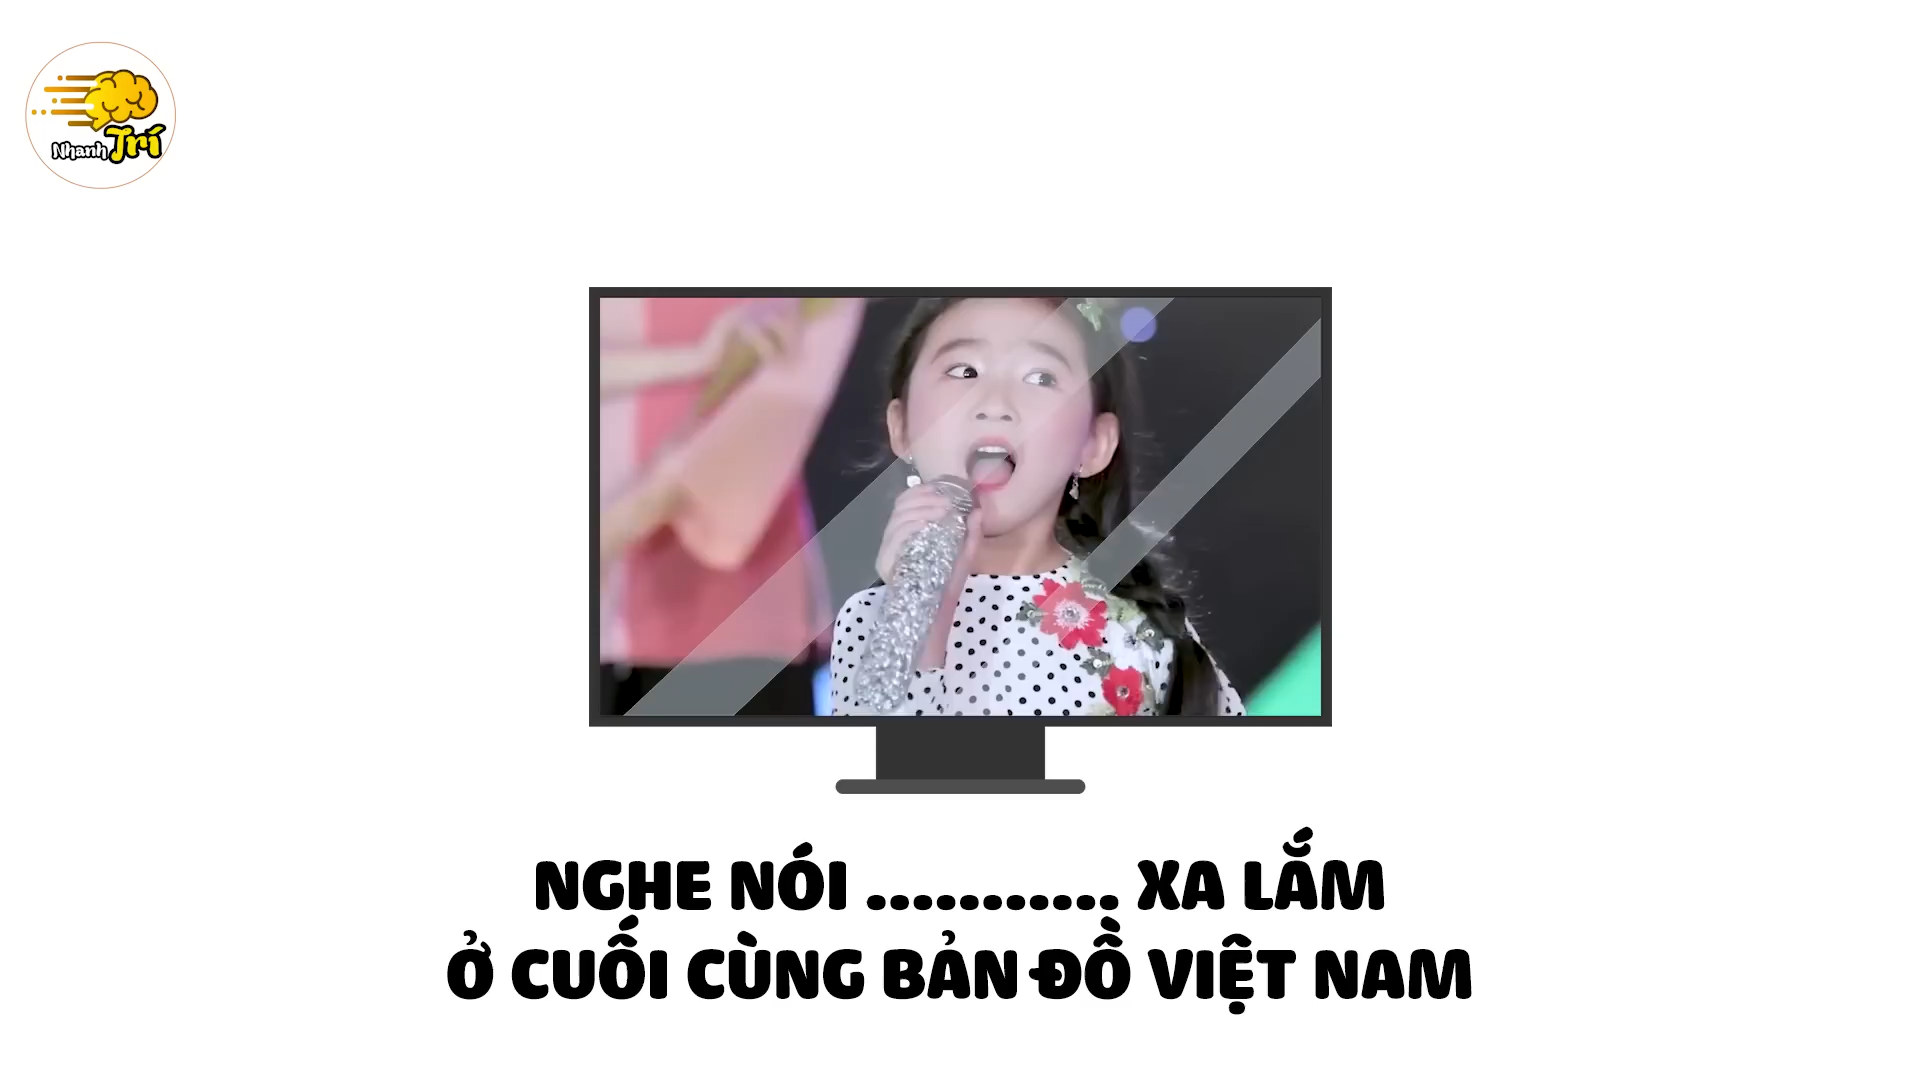 Nhanh Trí
NGHE NÓI ........... XA LẮM
Ở CUỐI CÙNG BẢN ĐỒ VIỆT NAM